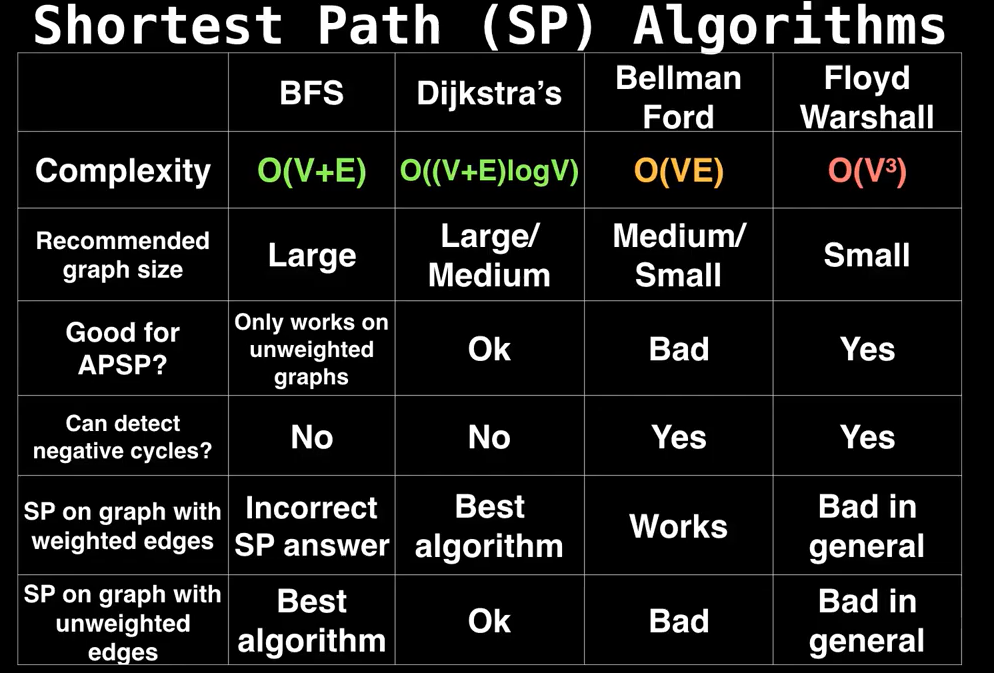 Shortest Path (SP) Algorithms
BFS
Dijkstra’s
Bellman
Ford
Floyd
Warshall
Complexity
O(V+E)
O((V+E)logV)
O(VE)
O(V³)
Recommended
graph size
Large
Large/
Medium
Medium/
Small
Small
Good for
APSP?
Only works on
unweighted
graphs
Ok
Bad
Yes
Can detect
negative cycles?
No
No
Yes
Yes
SP on graph with
weighted edges
Incorrect
SP answer
Best
algorithm
Works
Bad in
general
SP on graph with
unweighted
edges
Best
algorithm
Ok
Bad
Bad in
general